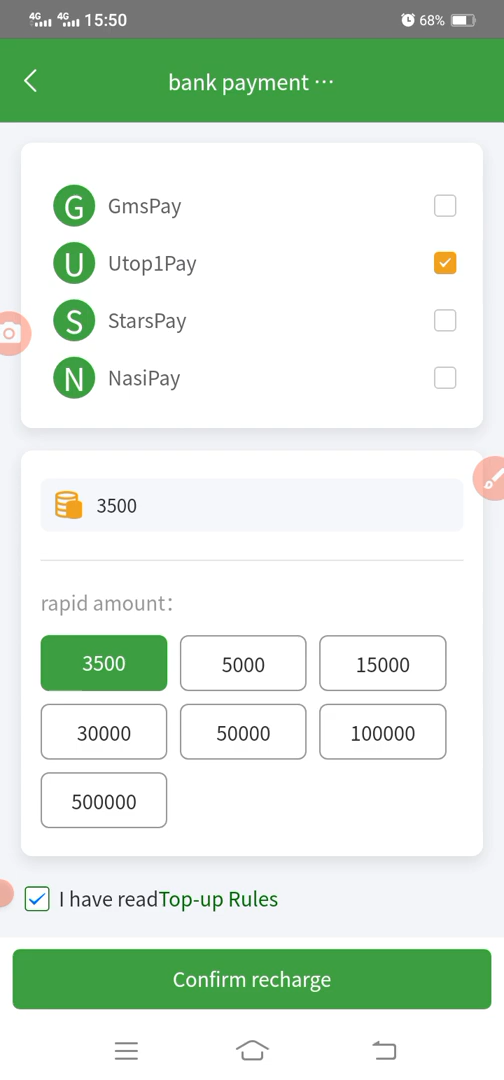 4G 4G 15:50 68%
bank payment ···
G GmsPay
U Utop1Pay
S StarsPay
N NasiPay
3500
rapid amount:
3500 5000 15000
30000 50000 100000
500000
I have readTop-up Rules
Confirm recharge